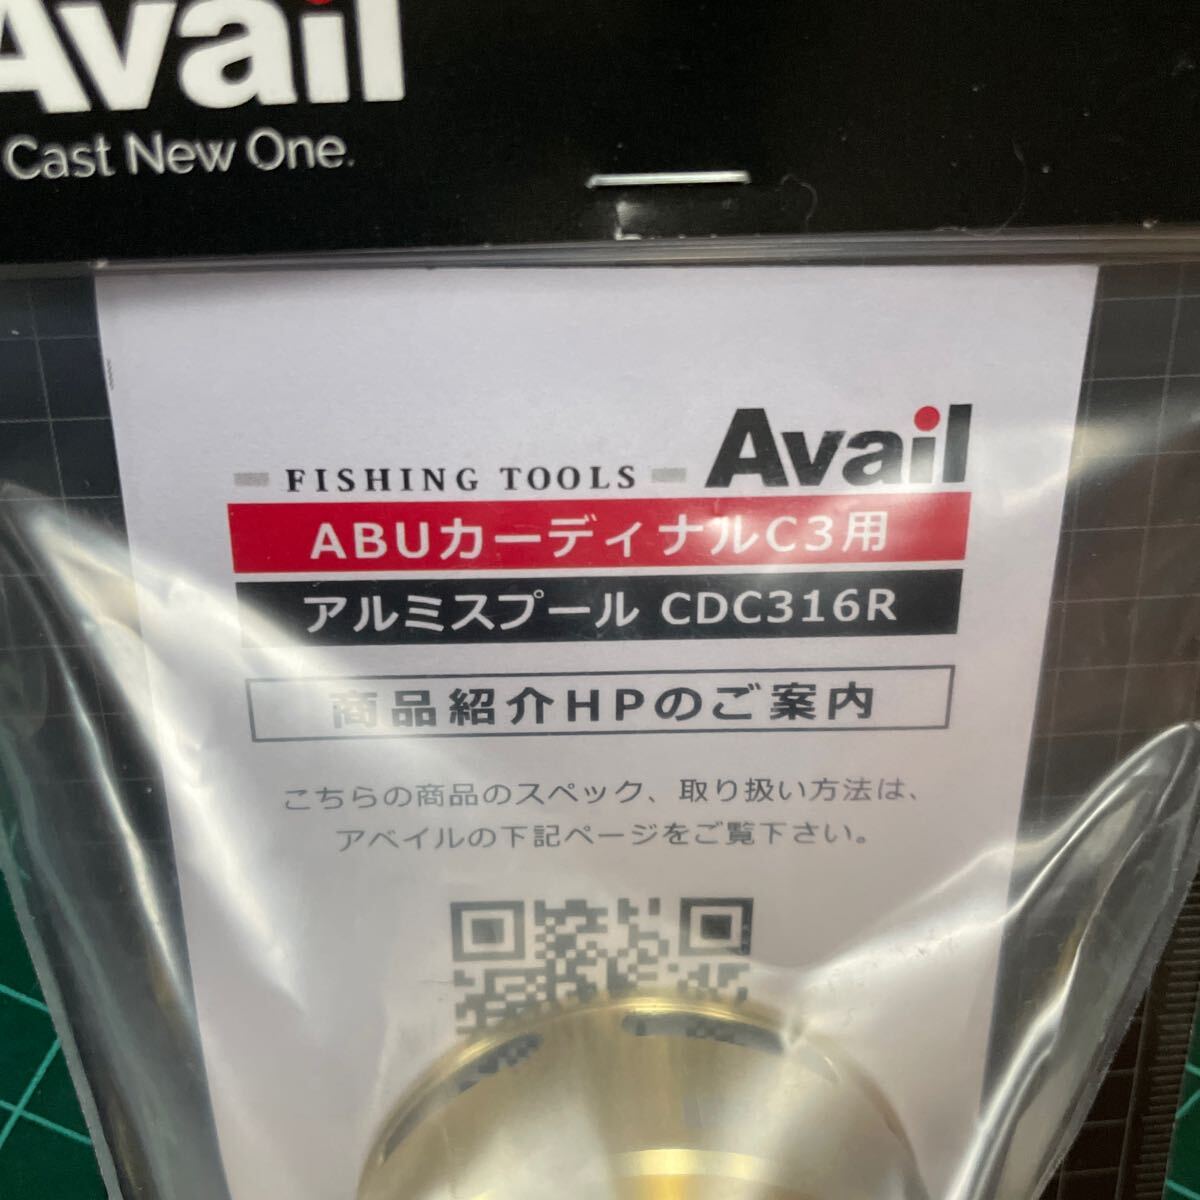 Avail
Cast New One.
FISHING TOOLS
Avail
ABUカーディナルC3用
アルミスプール CDC316R
商品紹介HPのご案内
こちらの商品のスペック、取り扱い方法は、
アベイルの下記ページをご覧下さい。